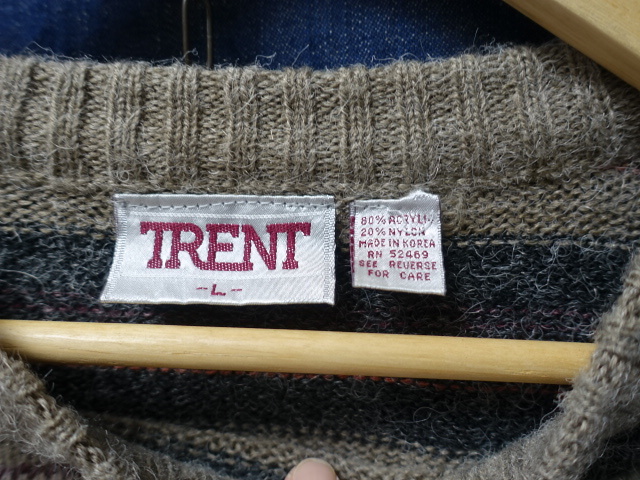 TRENT
-- L --
80% ACRYLIC
20% NYLON
MADE IN KOREA
RN 52469
SEE REVERSE
FOR CARE